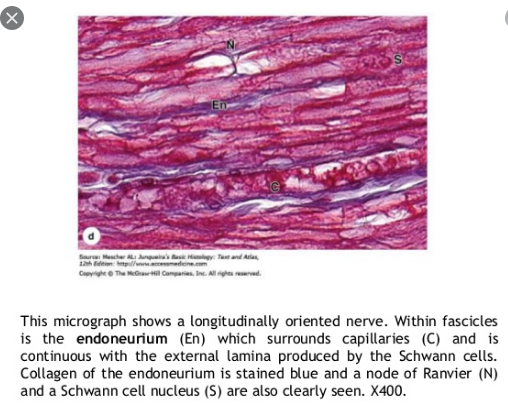 N
S
En
C
d
Source: Mescher AL: Junqueira's Basic Histology: Text and Atlas,
12th Edition: http://www.accessmedicine.com
Copyright © The McGraw-Hill Companies, Inc. All rights reserved.
This micrograph shows a longitudinally oriented nerve. Within fascicles
is the endoneurium (En) which surrounds capillaries (C) and is
continuous with the external lamina produced by the Schwann cells.
Collagen of the endoneurium is stained blue and a node of Ranvier (N)
and a Schwann cell nucleus (S) are also clearly seen. X400.